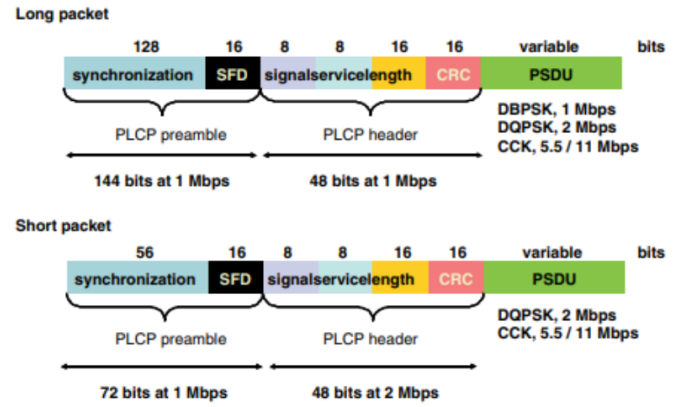 Long packet
128 16 8 8 16 16 variable bits
synchronization SFD signal service length CRC PSDU
PLCP preamble PLCP header
DBPSK, 1 Mbps
DQPSK, 2 Mbps
CCK, 5.5 / 11 Mbps
144 bits at 1 Mbps 48 bits at 1 Mbps
Short packet
56 16 8 8 16 16 variable bits
synchronization SFD signal service length CRC PSDU
PLCP preamble PLCP header
DQPSK, 2 Mbps
CCK, 5.5 / 11 Mbps
72 bits at 1 Mbps 48 bits at 2 Mbps